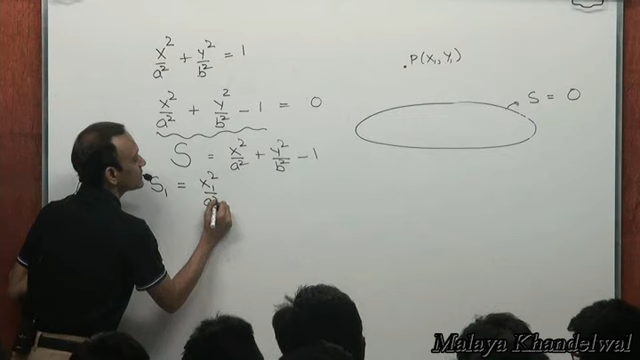 x²/a² + y²/b² = 1
x²/a² + y²/b² - 1 = 0
S = x²/a² + y²/b² - 1
S₁ = x₁²/a²
P(x₁, y₁)
S = 0
Malaya Khandelwal